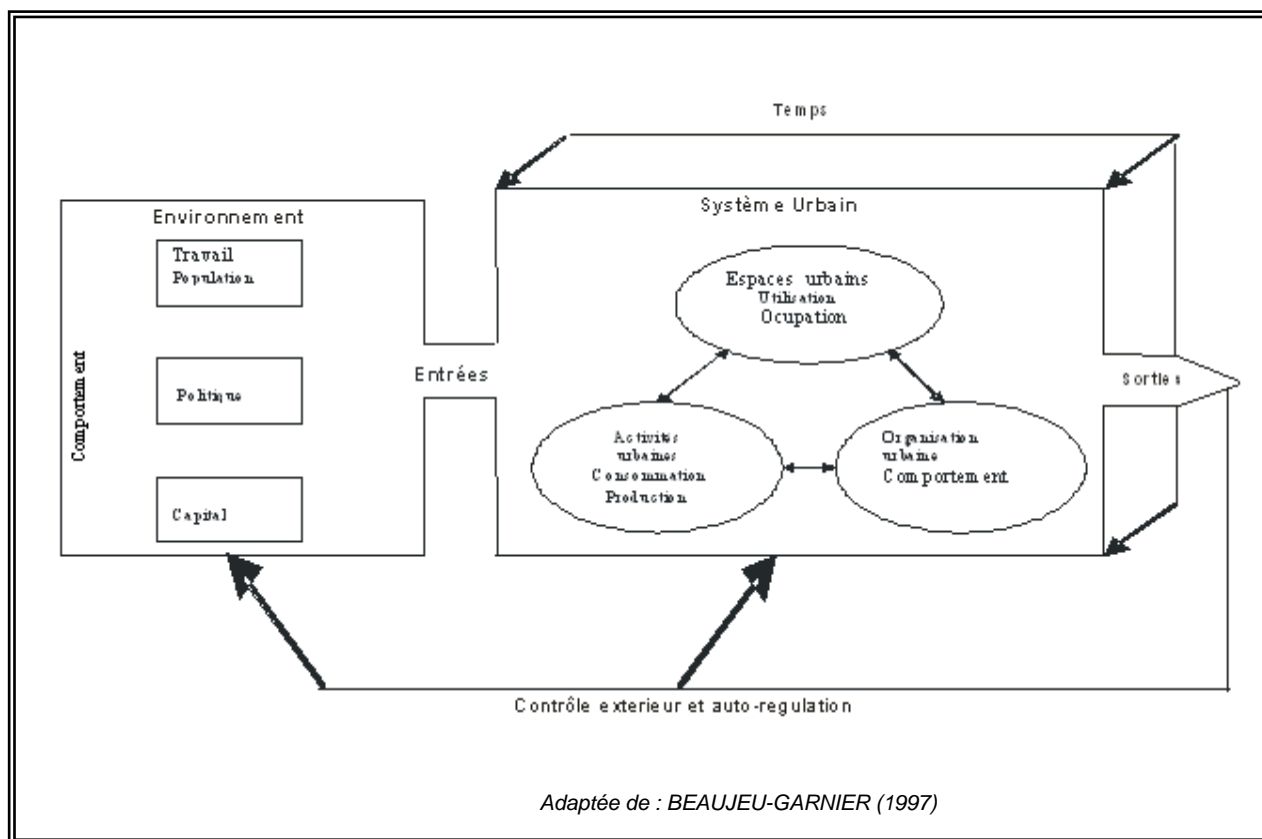 Temps
Environnement
Système Urbain
Travail
Population
Politique
Capital
Comportement
Entrées
Espaces urbains
Utilisation
Ocupation
Activités
urbaines
Consommation
Production
Organisation
urbaine
Comportement
Sorties
Contrôle exterieur et auto-regulation
Adaptée de : BEAUJEU-GARNIER (1997)